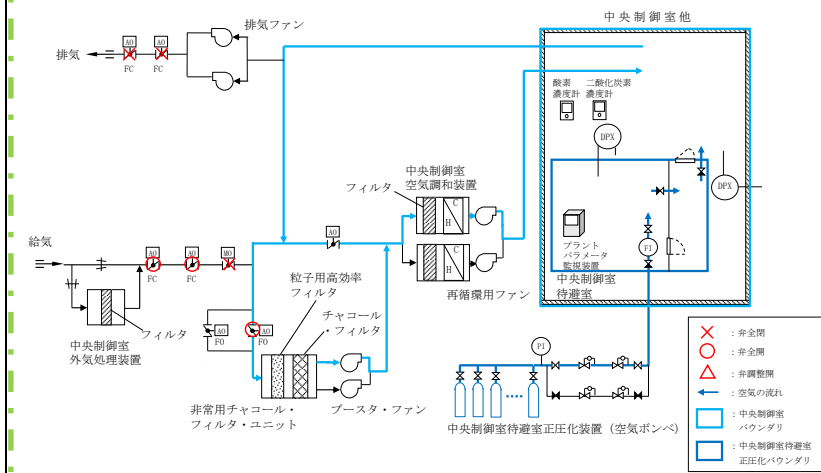 中央制御室他
排気ファン
排気
AO
AO
FC
FC
酸素
濃度計
二酸化炭素
濃度計
DPX
DPX
中央制御室
空気調和装置
フィルタ
C
H
C
H
AO
再循環用ファン
プラント
パラメータ
監視装置
FI
中央制御室
待避室
給気
AO
AO
MO
FC
FC
フィルタ
中央制御室
外気処理装置
粒子用高効率
フィルタ
チャコール
・フィルタ
AO
FO
AO
FO
非常用チャコール・
フィルタ・ユニット
ブースタ・ファン
PI
中央制御室待避室正圧化装置（空気ボンベ）
：弁全閉
：弁全開
：弁調整開
：空気の流れ
：中央制御室
バウンダリ
：中央制御室待避室
正圧化バウンダリ